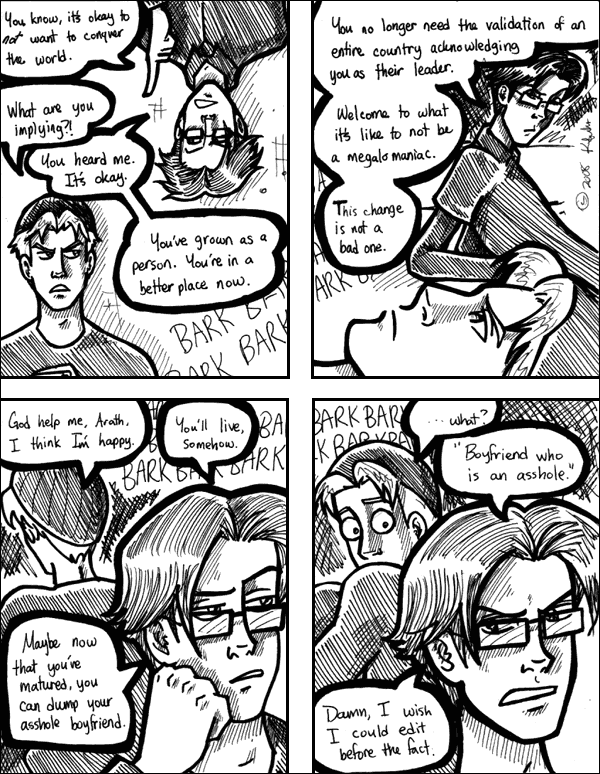 You know, it's okay to
not want to conquer
the world.
What are you
implying?!
You heard me.
It's okay.
You've grown as a
person. You're in a
better place now.
BARK
BARK BARK
You no longer need the validation of an
entire country acknowledging
you as their leader.
Welcome to what
it's like to not be
a megalomaniac.
This change
is not a
bad one.
© 2005
BARK
BARK BA
God help me, Arath,
I think I'm happy.
You'll live,
somehow.
BARK BARK
BARK BARK BARK
Maybe now
that you've
matured, you
can dump your
asshole boyfriend.
BARK BARK
BARK
...what?
"Boyfriend who
is an asshole."
Damn, I wish
I could edit
before the fact.